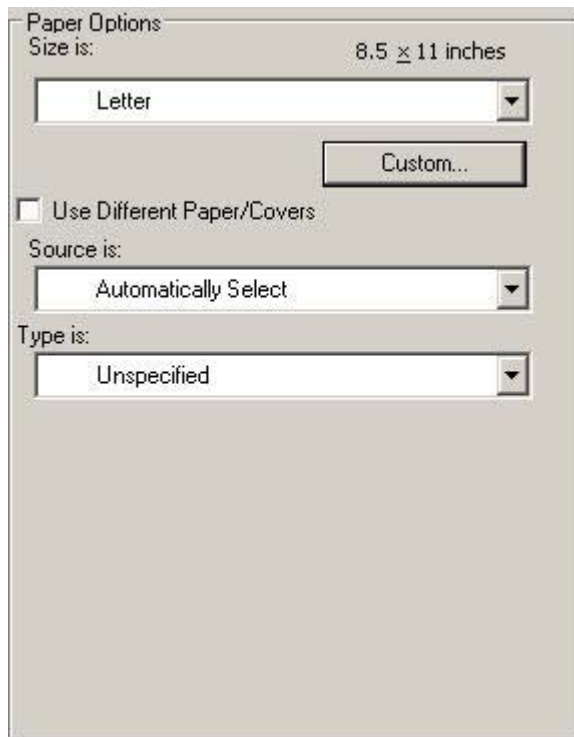 Paper Options
Size is: 8.5 x 11 inches
Letter
Custom...
Use Different Paper/Covers
Source is:
Automatically Select
Type is:
Unspecified